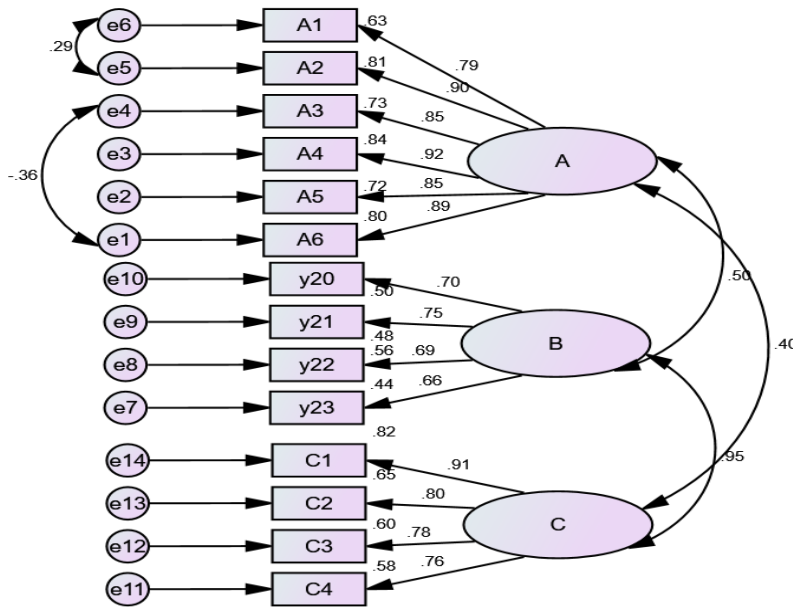 e6 A1 .63
.79
.29
e5 A2 .81
.90
e4 A3 .73
.85
e3 A4 .84
.92
A
-.36
e2 A5 .72
.85
e1 A6 .80
.89
e10 y20 .50
.70
.50
e9 y21 .48
.75
B
.40
e8 y22 .56
.69
e7 y23 .44
.66
.82
e14 C1 .65
.91
.95
e13 C2
.80
C
e12 C3 .60
.78
e11 C4 .58
.76